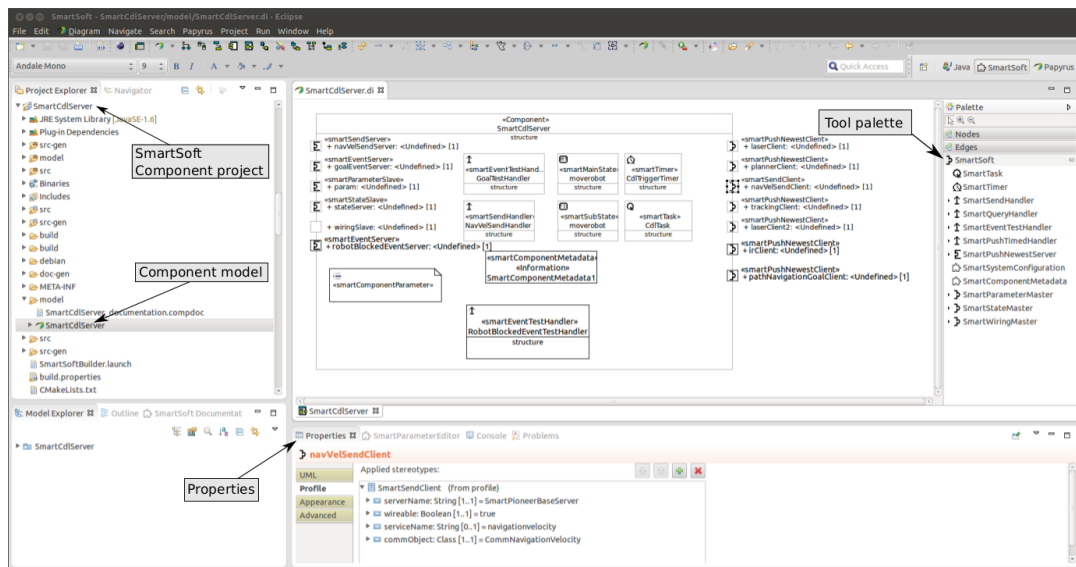 SmartSoft - SmartCdlServer/model/SmartCdlServer.di - Eclipse
File Edit Diagram Navigate Search Papyrus Project Run Window Help
Andale Mono 9 B I A
Quick Access Java SmartSoft Papyrus
Project Explorer Navigator
SmartCdlServer
JRE System Library [JavaSE-1.6]
Plug-in Dependencies
src-gen
model
src
Binaries
Includes
src
src-gen
build
build
debian
doc-gen
META-INF
model
SmartCdlServer_documentation.compdoc
SmartCdlServer
src
src-gen
SmartSoftBuilder.launch
build.properties
CMakeLists.txt
SmartSoft
Component project
Component model
Model Explorer Outline SmartSoft Documentat
SmartCdlServer
Properties
SmartCdlServer.di
«Component»
SmartCdlServer
structure
«smartSendServer»
+ navVelSendServer: <Undefined> [1]
«smartEventServer»
+ goalEventServer: <Undefined> [1]
«smartParameterSlave»
+ param: <Undefined> [1]
«smartStateSlave»
+ stateServer: <Undefined> [1]
+ wiringSlave: <Undefined> [1]
«smartEventServer»
+ robotBlockedEventServer: <Undefined> [1]
«smartComponentParameter»
«smartEventTestHand..
GoalTestHandler
structure
«smartMainState»
moverobot
structure
«smartTimer»
CdlTriggerTimer
structure
«smartSendHandler»
NavVelSendHandler
structure
«smartSubState»
moverobot
structure
«smartTask»
CdlTask
structure
«smartComponentMetadata»
«Information»
SmartComponentMetadata1
«smartEventTestHandler»
RobotBlockedEventTestHandler
structure
«smartPushNewestClient»
+ laserClient: <Undefined> [1]
«smartPushNewestClient»
+ plannerClient: <Undefined> [1]
«smartSendClient»
+ navVelSendClient: <Undefined> [1]
«smartPushNewestClient»
+ trackingClient: <Undefined> [1]
«smartPushNewestClient»
+ laserClient2: <Undefined> [1]
«smartPushNewestClient»
+ irClient: <Undefined> [1]
«smartPushNewestClient»
+ pathNavigationGoalClient: <Undefined> [1]
Tool palette
Palette
Nodes
Edges
SmartSoft
SmartTask
SmartTimer
SmartSendHandler
SmartQueryHandler
SmartEventTestHandler
SmartPushTimedHandler
SmartPushNewestServer
SmartSystemConfiguration
SmartComponentMetadata
SmartParameterMaster
SmartStateMaster
SmartWiringMaster
SmartCdlServer
Properties SmartParameterEditor Console Problems
navVelSendClient
UML
Profile
Appearance
Advanced
Applied stereotypes:
SmartSendClient (from profile)
serverName: String [1..1] = SmartPioneerBaseServer
wireable: Boolean [1..1] = true
serviceName: String [0..1] = navigationvelocity
commObject: Class [1..1] = CommNavigationVelocity